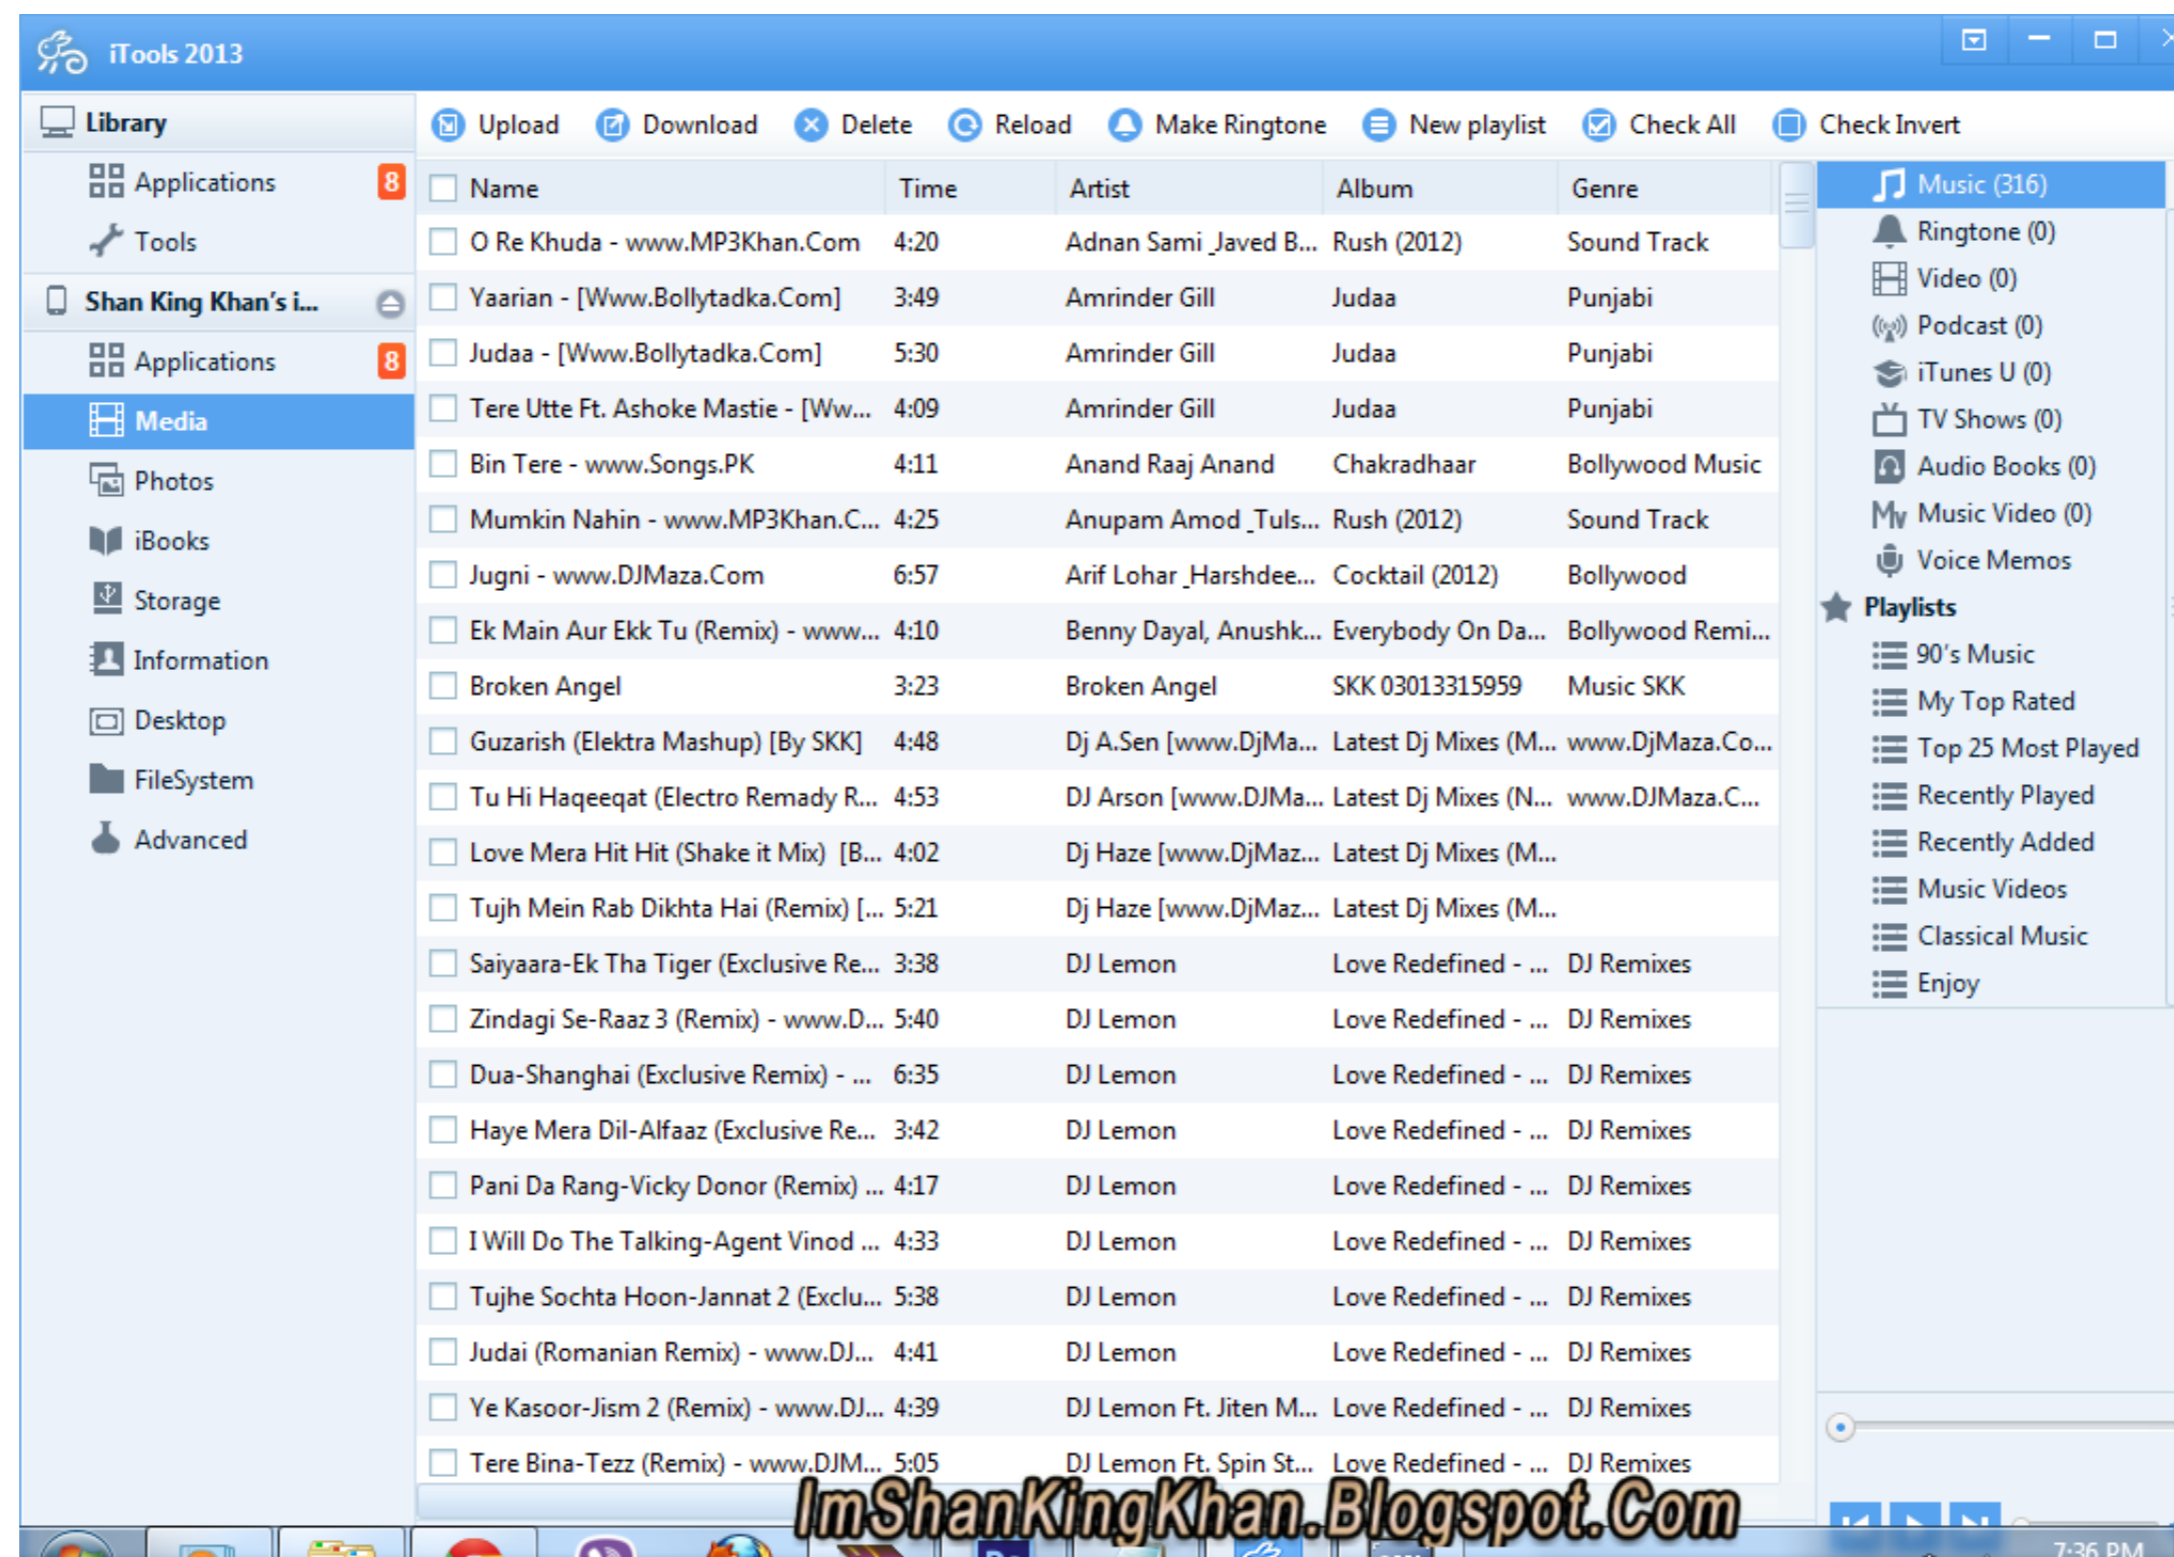 iTools 2013
Library
Applications 8
Tools
Shan King Khan's i...
Applications 8
Media
Photos
iBooks
Storage
Information
Desktop
FileSystem
Advanced
Upload Download Delete Reload Make Ringtone New playlist Check All Check Invert
Name Time Artist Album Genre
O Re Khuda - www.MP3Khan.Com 4:20 Adnan Sami _Javed B... Rush (2012) Sound Track
Yaarian - [Www.Bollytadka.Com] 3:49 Amrinder Gill Judaa Punjabi
Judaa - [Www.Bollytadka.Com] 5:30 Amrinder Gill Judaa Punjabi
Tere Utte Ft. Ashoke Mastie - [Ww... 4:09 Amrinder Gill Judaa Punjabi
Bin Tere - www.Songs.PK 4:11 Anand Raaj Anand Chakradhaar Bollywood Music
Mumkin Nahin - www.MP3Khan.C... 4:25 Anupam Amod _Tuls... Rush (2012) Sound Track
Jugni - www.DJMaza.Com 6:57 Arif Lohar _Harshdee... Cocktail (2012) Bollywood
Ek Main Aur Ekk Tu (Remix) - www... 4:10 Benny Dayal, Anushk... Everybody On Da... Bollywood Remi...
Broken Angel 3:23 Broken Angel SKK 03013315959 Music SKK
Guzarish (Elektra Mashup) [By SKK] 4:48 Dj A.Sen [www.DjMa... Latest Dj Mixes (M... www.DjMaza.Co...
Tu Hi Haqeeqat (Electro Remady R... 4:53 DJ Arson [www.DJMa... Latest Dj Mixes (N... www.DJMaza.C...
Love Mera Hit Hit (Shake it Mix) [B... 4:02 Dj Haze [www.DjMaz... Latest Dj Mixes (M...
Tujh Mein Rab Dikhta Hai (Remix) [... 5:21 Dj Haze [www.DjMaz... Latest Dj Mixes (M...
Saiyaara-Ek Tha Tiger (Exclusive Re... 3:38 DJ Lemon Love Redefined - ... DJ Remixes
Zindagi Se-Raaz 3 (Remix) - www.D... 5:40 DJ Lemon Love Redefined - ... DJ Remixes
Dua-Shanghai (Exclusive Remix) - ... 6:35 DJ Lemon Love Redefined - ... DJ Remixes
Haye Mera Dil-Alfaaz (Exclusive Re... 3:42 DJ Lemon Love Redefined - ... DJ Remixes
Pani Da Rang-Vicky Donor (Remix) ... 4:17 DJ Lemon Love Redefined - ... DJ Remixes
I Will Do The Talking-Agent Vinod ... 4:33 DJ Lemon Love Redefined - ... DJ Remixes
Tujhe Sochta Hoon-Jannat 2 (Exclu... 5:38 DJ Lemon Love Redefined - ... DJ Remixes
Judai (Romanian Remix) - www.DJ... 4:41 DJ Lemon Love Redefined - ... DJ Remixes
Ye Kasoor-Jism 2 (Remix) - www.DJ... 4:39 DJ Lemon Ft. Jiten M... Love Redefined - ... DJ Remixes
Tere Bina-Tezz (Remix) - www.DJM... 5:05 DJ Lemon Ft. Spin St... Love Redefined - ... DJ Remixes
Music (316)
Ringtone (0)
Video (0)
Podcast (0)
iTunes U (0)
TV Shows (0)
Audio Books (0)
Mv Music Video (0)
Voice Memos
Playlists
90's Music
My Top Rated
Top 25 Most Played
Recently Played
Recently Added
Music Videos
Classical Music
Enjoy
ImShanKingKhan.Blogspot.Com
7:36 PM